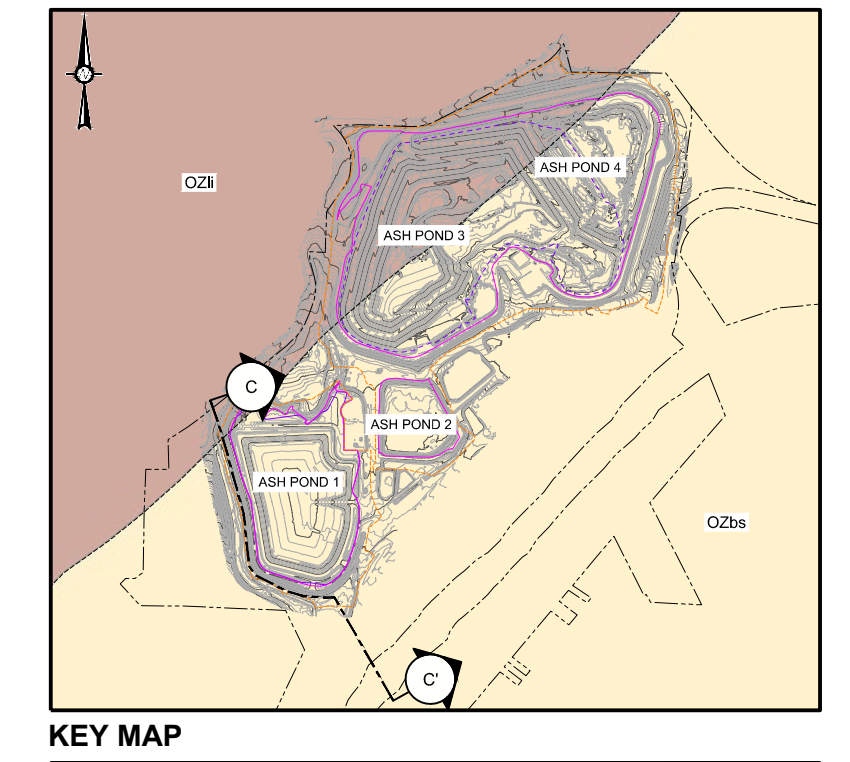 N
ASH POND 4
OZli
ASH POND 3
C
ASH POND 2
ASH POND 1
OZbs
C'
KEY MAP